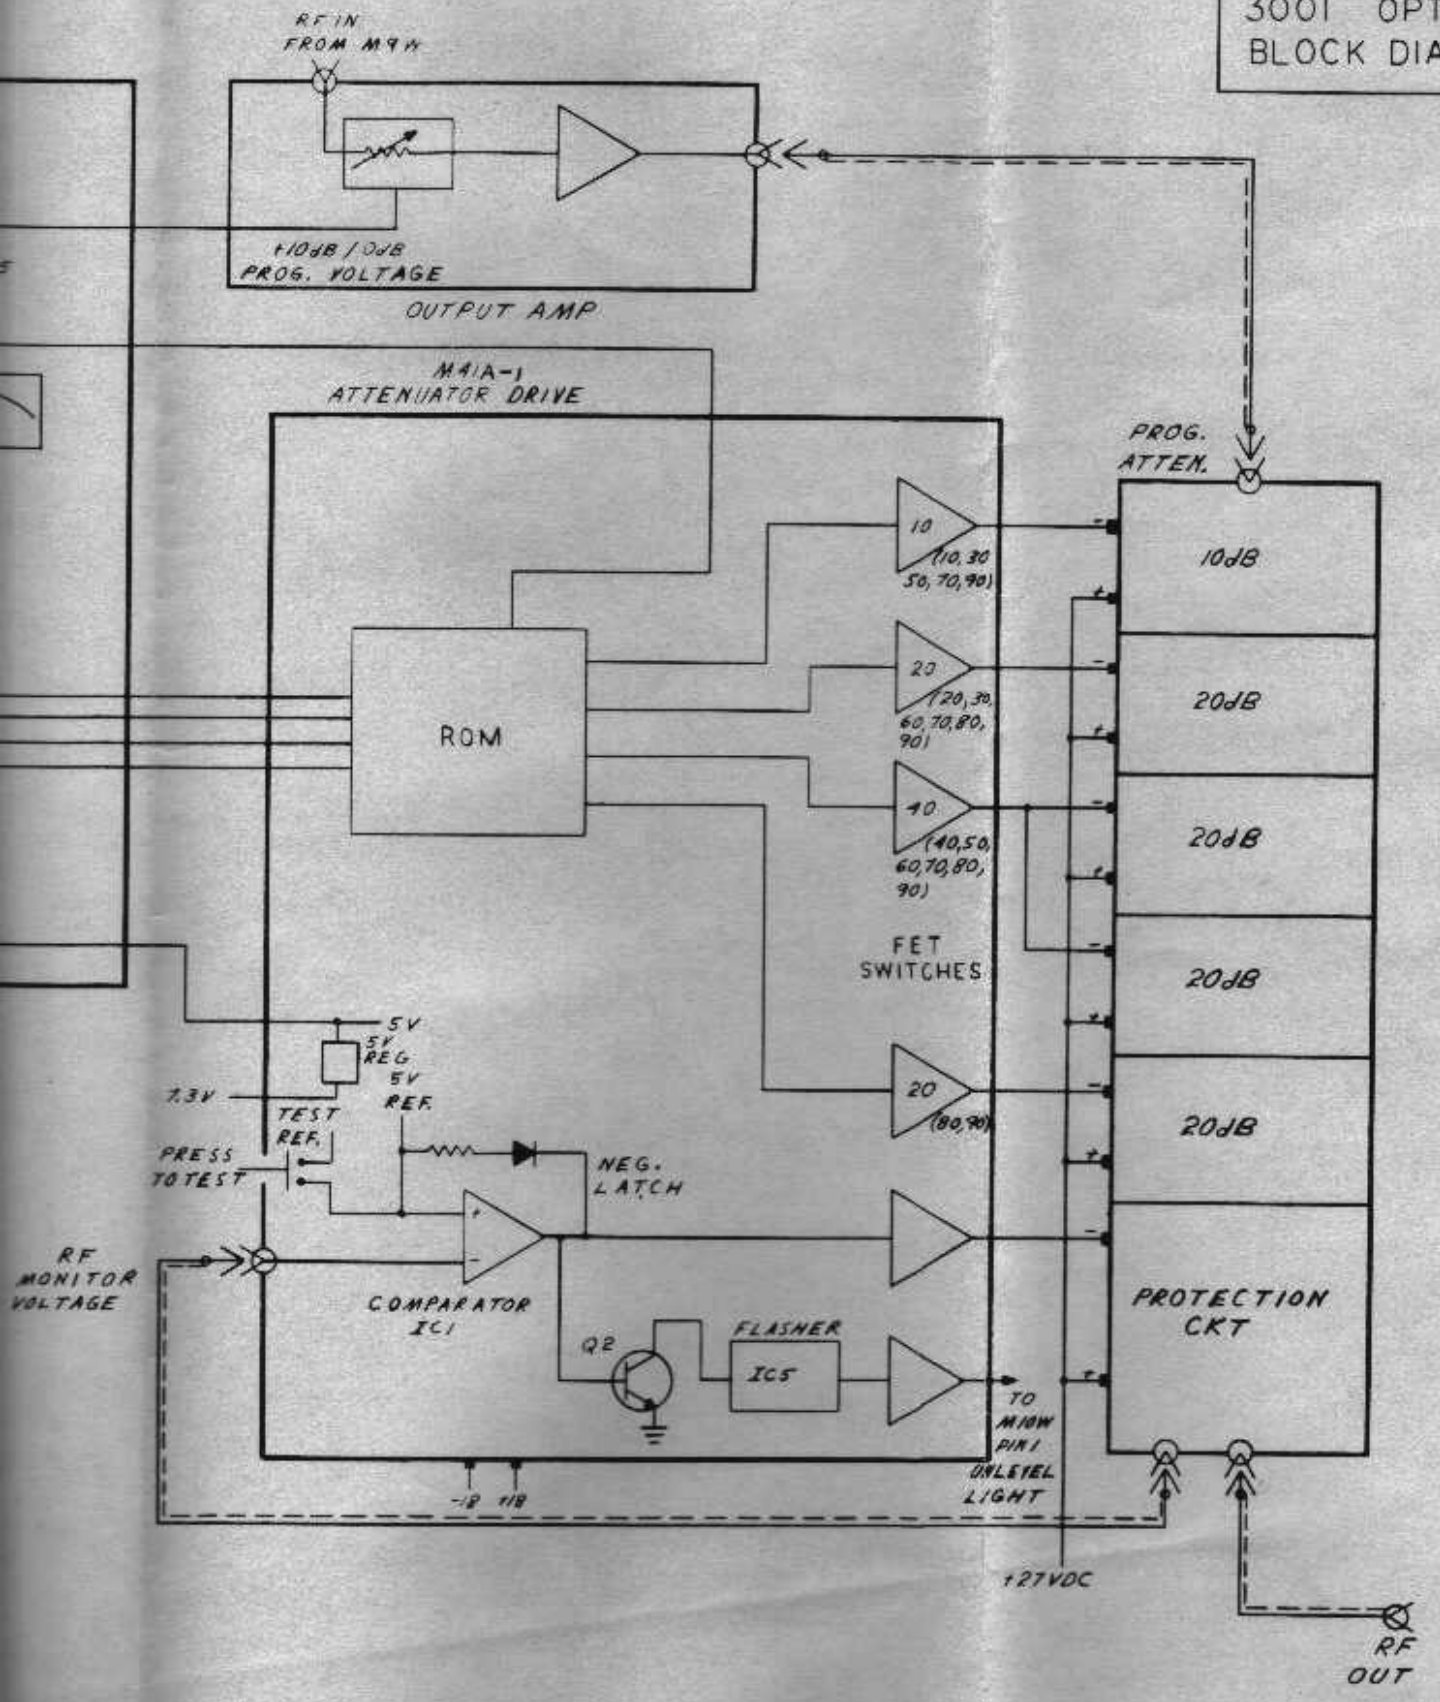 3001 OPT
BLOCK DIA
RF IN
FROM M9W
+10dB / 0dB
PROG. VOLTAGE
OUTPUT AMP
M41A-1
ATTENUATOR DRIVE
PROG.
ATTEN.
10
(10,30
50,70,90)
-
+
10dB
20
(20,30,
60,70,80,
90)
-
+
20dB
ROM
40
(40,50,
60,70,80,
90)
-
+
20dB
FET
SWITCHES
-
+
20dB
5V
5V
REG
5V
REF.
7.3V
TEST
REF.
PRESS
TO TEST
20
(80,90)
-
+
20dB
NEG.
LATCH
+
-
RF
MONITOR
VOLTAGE
COMPARATOR
IC1
-
+
PROTECTION
CKT
Q2
FLASHER
IC5
TO
M10W
PIN 1
UNLEVEL
LIGHT
-18 +18
+27VDC
RF
OUT